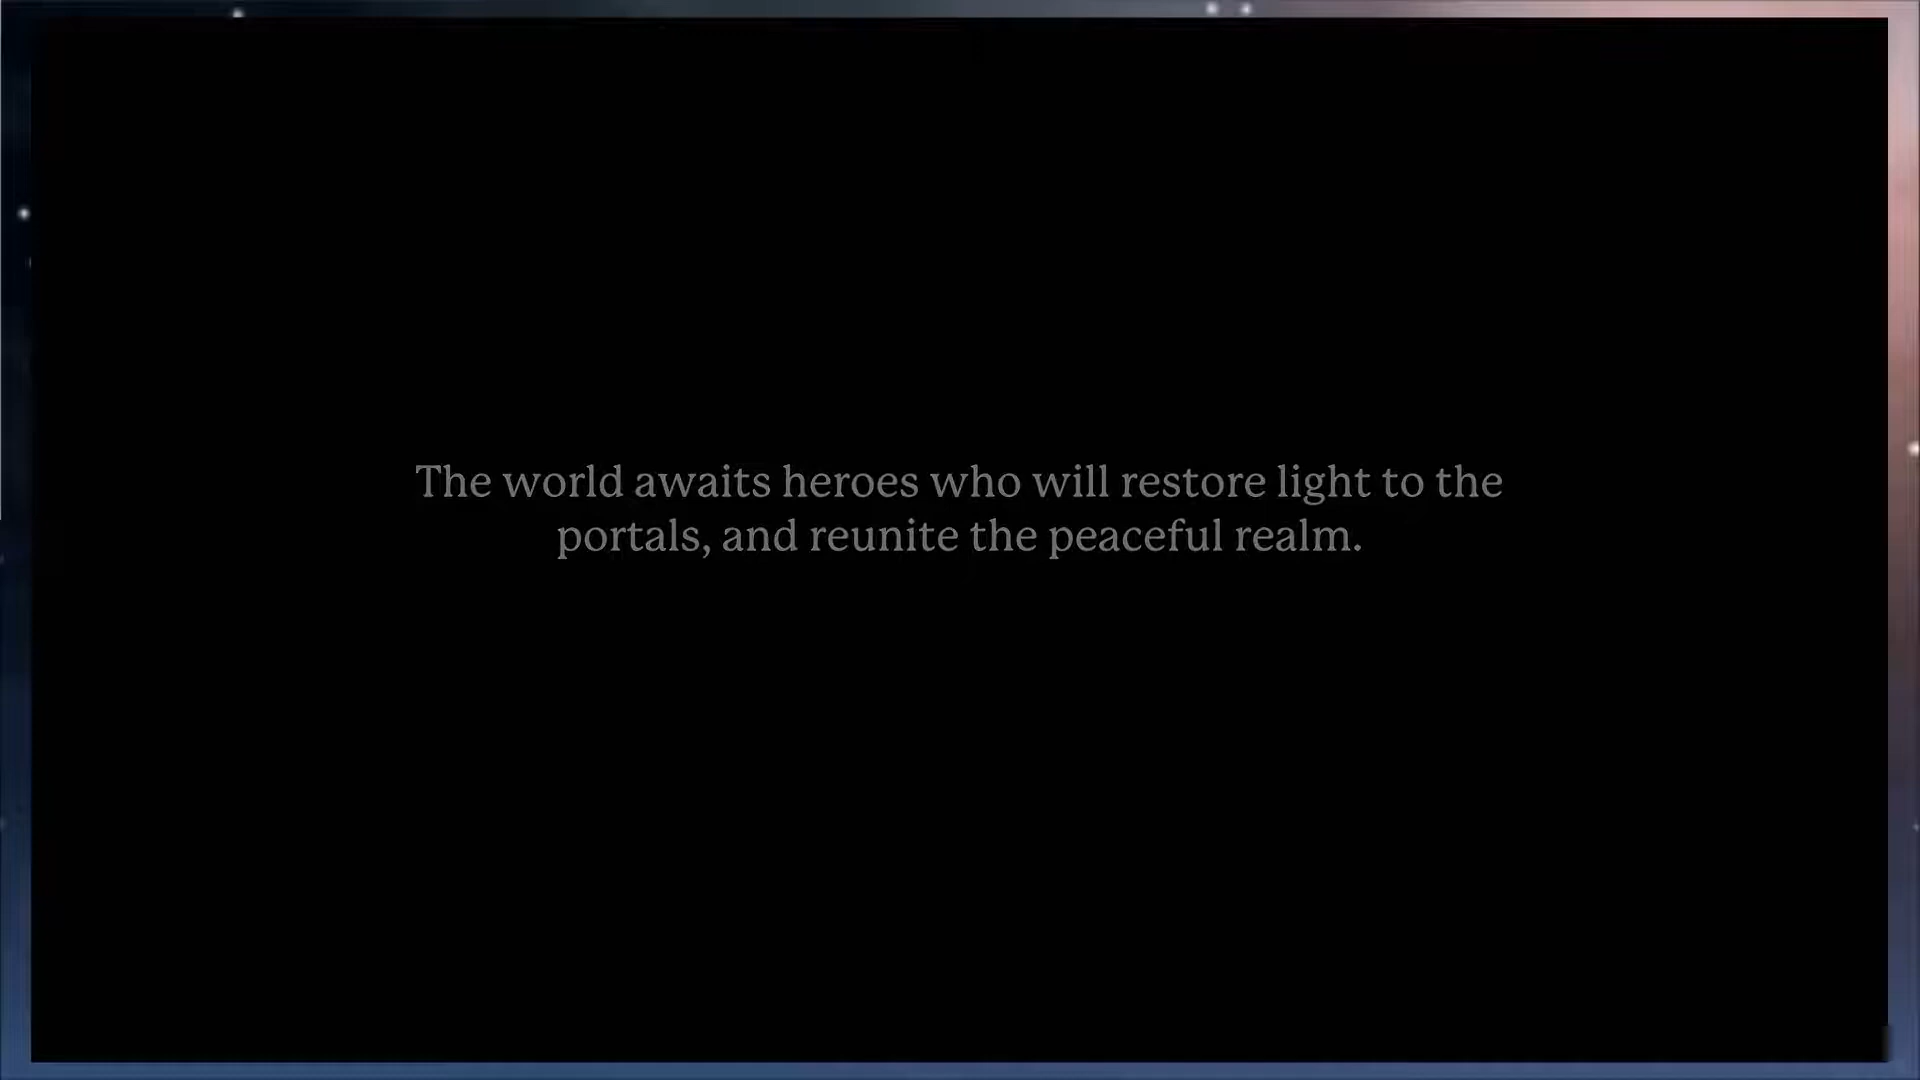 The world awaits heroes who will restore light to the
portals, and reunite the peaceful realm.